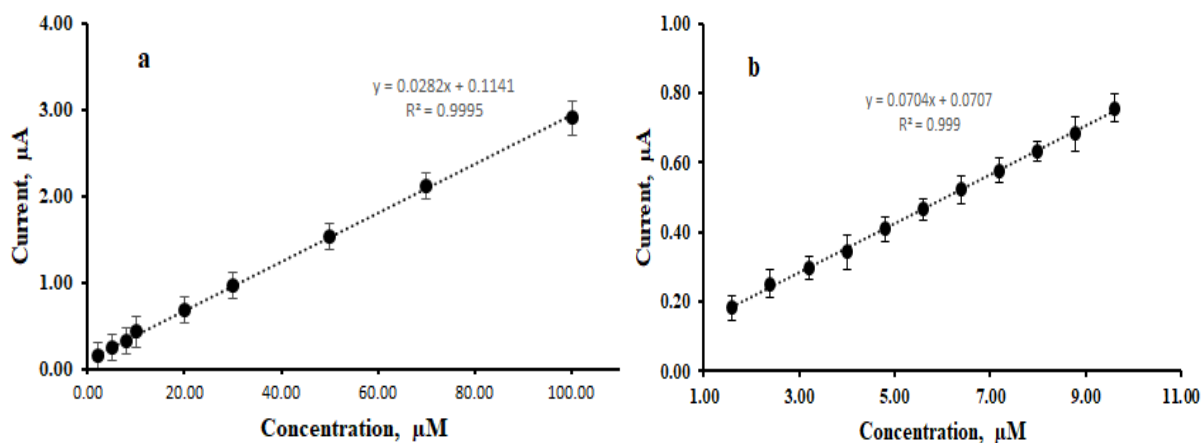 a
y = 0.0282x + 0.1141
R² = 0.9995
4.00
3.00
2.00
1.00
0.00
Current, µA
0.00 20.00 40.00 60.00 80.00 100.00
Concentration, µM
b
y = 0.0704x + 0.0707
R² = 0.999
1.00
0.80
0.60
0.40
0.20
0.00
Current, µA
1.00 3.00 5.00 7.00 9.00 11.00
Concentration, µM